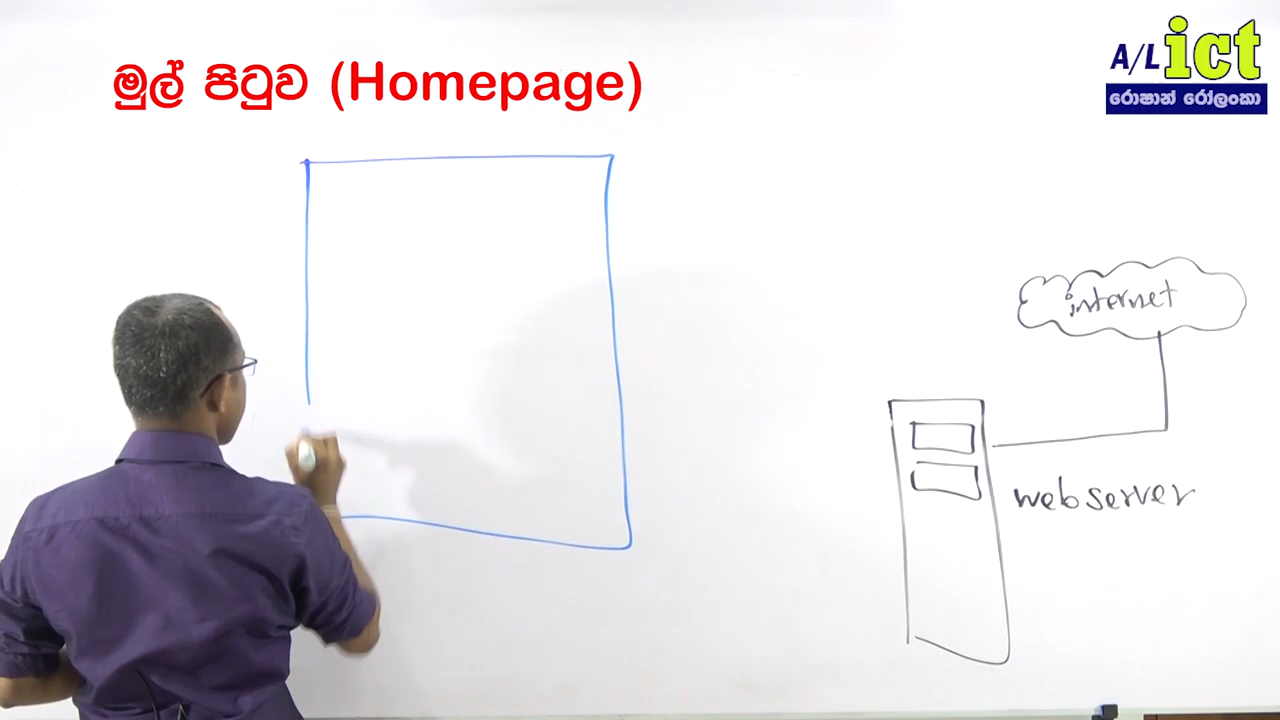 මුල් පිටුව (Homepage)
A/L ict
රොෂාන් රෝලංකා
internet
webserver